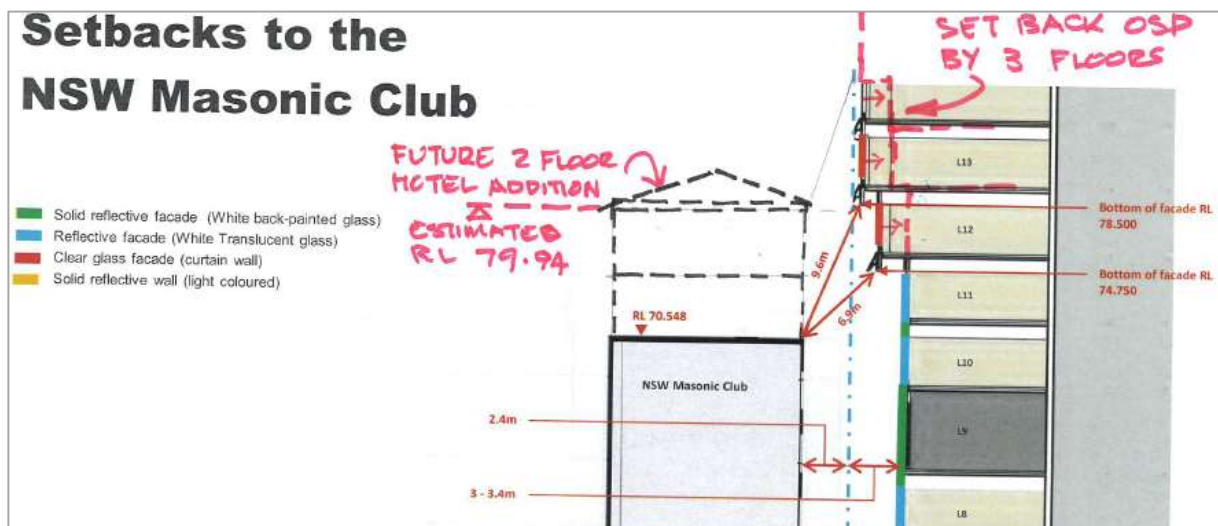 Setbacks to the
NSW Masonic Club
SET BACK OSD
BY 3 FLOORS
FUTURE 2 FLOOR
HOTEL ADDITION
ESTIMATED
RL 79.94
Solid reflective facade (White back-painted glass)
Reflective facade (White Translucent glass)
Clear glass facade (curtain wall)
Solid reflective wall (light coloured)
L13
Bottom of facade RL
78.500
L12
Bottom of facade RL
74.750
9.6m
6.9m
L11
RL 70.548
L10
NSW Masonic Club
2.4m
L9
3 - 3.4m
L8